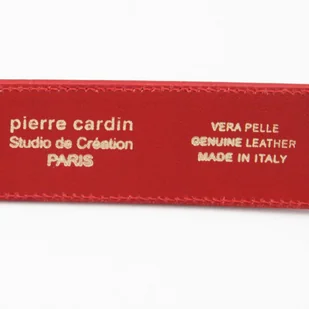 pierre cardin
Studio de Création
PARIS
VERA PELLE
GENUINE LEATHER
MADE IN ITALY